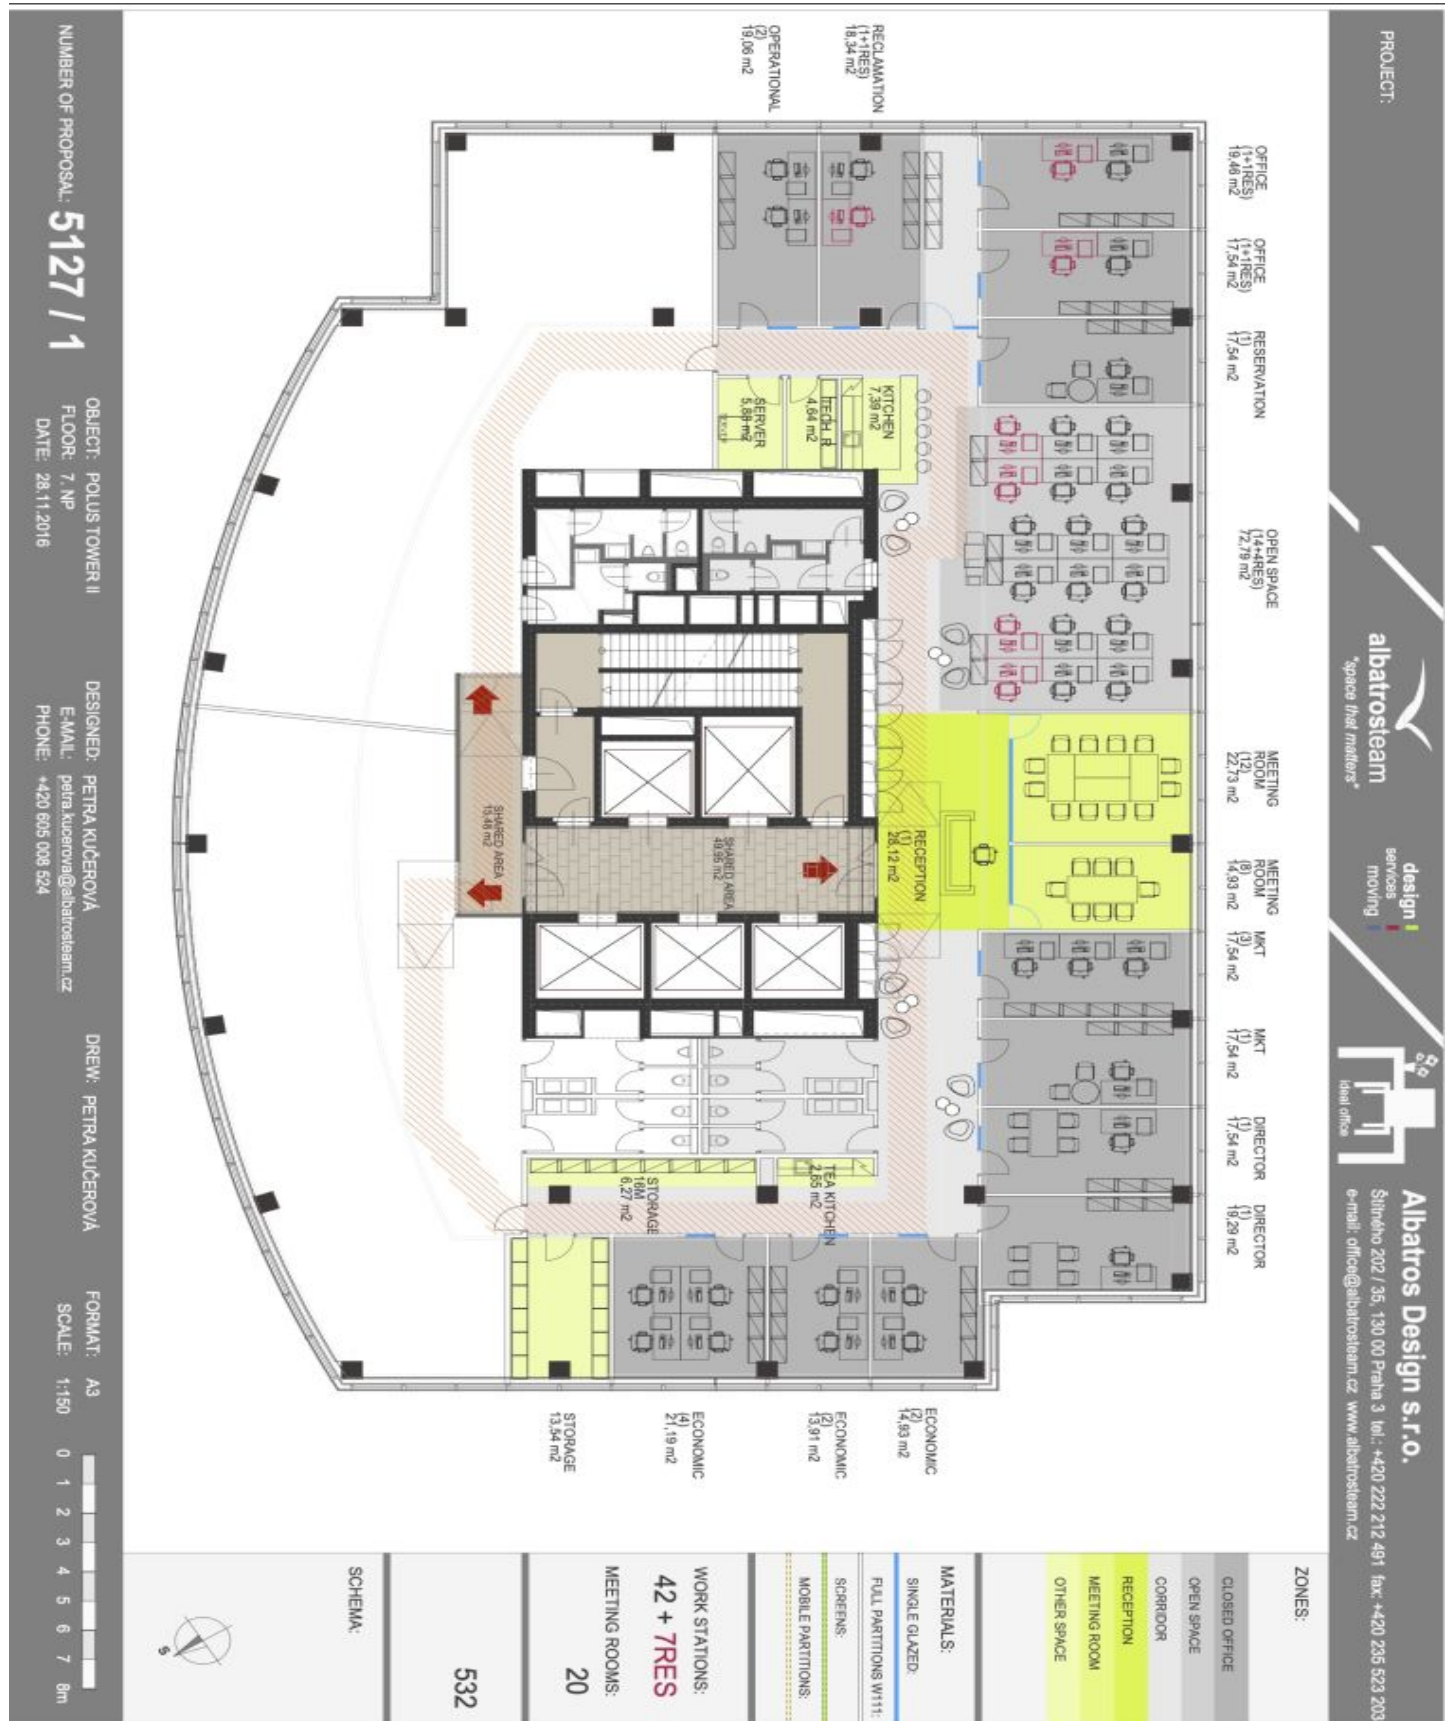 PROJECT:
albatrosteam
"space that matters"
design
services
moving
ideal office
Albatros Design s.r.o.
Štítného 202 / 35, 130 00 Praha 3 tel.: +420 222 212 491 fax: +420 235 523 203
e-mail: office@albatrosteam.cz www.albatrosteam.cz
OFFICE
(1+1RES)
19,46 m2
OFFICE
(1+1RES)
17,54 m2
RESERVATION
(1)
17,54 m2
OPEN SPACE
(14+4RES)
72,79 m2
MEETING
ROOM
(12)
22,73 m2
MEETING
ROOM
(8)
14,93 m2
MKT
(3)
17,54 m2
MKT
(1)
17,54 m2
DIRECTOR
(1)
17,54 m2
DIRECTOR
(1)
19,29 m2
RECLAMATION
(1+1RES)
18,34 m2
OPERATIONAL
(2)
19,06 m2
KITCHEN
7,39 m2
TECH.R
4,64 m2
SERVER
5,88 m2
SERVER
RECEPTION
(1)
28,12 m2
SHARED AREA
49,95 m2
SHARED AREA
15,48 m2
TEA KITCHEN
2,65 m2
STORAGE
16M
6,27 m2
ECONOMIC
(2)
14,93 m2
ECONOMIC
(2)
13,91 m2
ECONOMIC
(4)
21,19 m2
STORAGE
13,54 m2
ZONES:
CLOSED OFFICE
OPEN SPACE
CORRIDOR
RECEPTION
MEETING ROOM
OTHER SPACE
MATERIALS:
SINGLE GLAZED:
FULL PARTITIONS W111:
SCREENS:
MOBILE PARTITIONS:
WORK STATIONS:
42 + 7RES
MEETING ROOMS:
20
532
SCHEMA:
S
NUMBER OF PROPOSAL: 5127 / 1
OBJECT: POLUS TOWER II
FLOOR: 7. NP
DATE: 28.11.2016
DESIGNED: PETRA KUČEROVÁ
E-MAIL: petra.kucerova@albatrosteam.cz
PHONE: +420 605 008 524
DREW: PETRA KUČEROVÁ
FORMAT: A3
SCALE: 1:150
0 1 2 3 4 5 6 7 8m